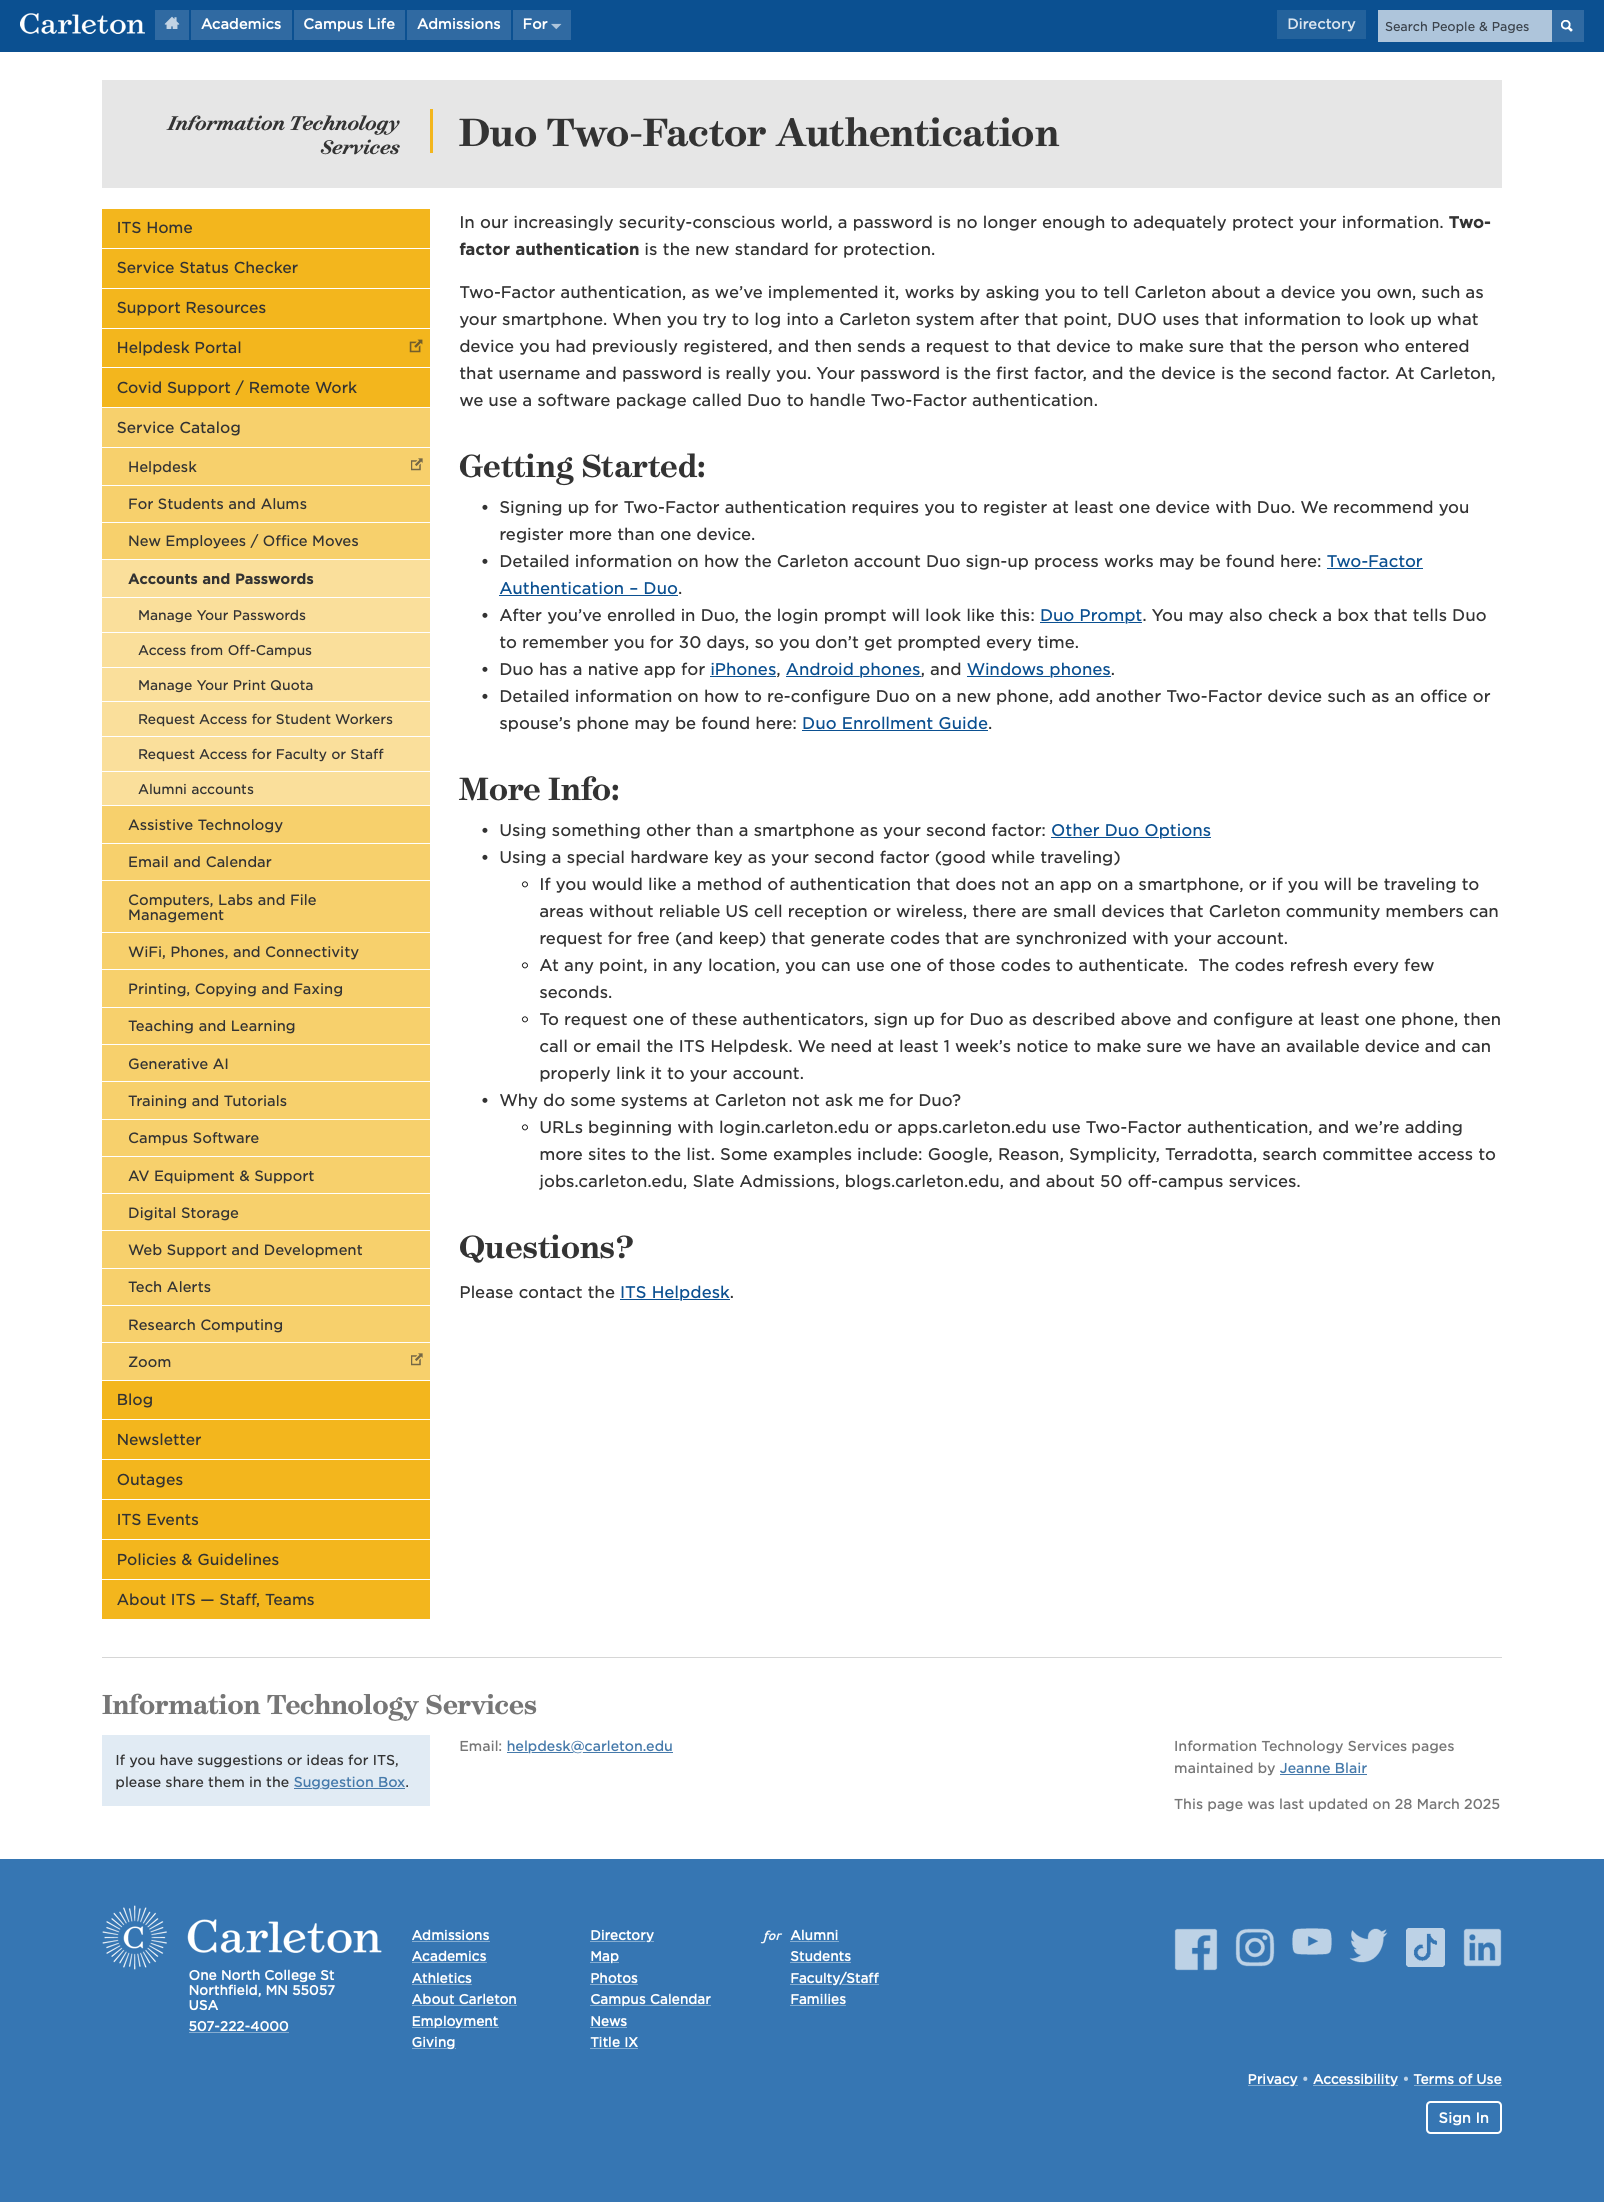 Carleton
Academics
Campus Life
Admissions
For
Directory
Search People & Pages
Information Technology
Services
Duo Two-Factor Authentication
ITS Home
Service Status Checker
Support Resources
Helpdesk Portal
Covid Support / Remote Work
Service Catalog
Helpdesk
For Students and Alums
New Employees / Office Moves
Accounts and Passwords
Manage Your Passwords
Access from Off-Campus
Manage Your Print Quota
Request Access for Student Workers
Request Access for Faculty or Staff
Alumni accounts
Assistive Technology
Email and Calendar
Computers, Labs and File
Management
WiFi, Phones, and Connectivity
Printing, Copying and Faxing
Teaching and Learning
Generative AI
Training and Tutorials
Campus Software
AV Equipment & Support
Digital Storage
Web Support and Development
Tech Alerts
Research Computing
Zoom
Blog
Newsletter
Outages
ITS Events
Policies & Guidelines
About ITS — Staff, Teams
In our increasingly security-conscious world, a password is no longer enough to adequately protect your information. Two-
factor authentication is the new standard for protection.
Two-Factor authentication, as we’ve implemented it, works by asking you to tell Carleton about a device you own, such as
your smartphone. When you try to log into a Carleton system after that point, DUO uses that information to look up what
device you had previously registered, and then sends a request to that device to make sure that the person who entered
that username and password is really you. Your password is the first factor, and the device is the second factor. At Carleton,
we use a software package called Duo to handle Two-Factor authentication.
Getting Started:
• Signing up for Two-Factor authentication requires you to register at least one device with Duo. We recommend you
register more than one device.
• Detailed information on how the Carleton account Duo sign-up process works may be found here: Two-Factor
Authentication – Duo.
• After you’ve enrolled in Duo, the login prompt will look like this: Duo Prompt. You may also check a box that tells Duo
to remember you for 30 days, so you don’t get prompted every time.
• Duo has a native app for iPhones, Android phones, and Windows phones.
• Detailed information on how to re-configure Duo on a new phone, add another Two-Factor device such as an office or
spouse’s phone may be found here: Duo Enrollment Guide.
More Info:
• Using something other than a smartphone as your second factor: Other Duo Options
• Using a special hardware key as your second factor (good while traveling)
◦ If you would like a method of authentication that does not an app on a smartphone, or if you will be traveling to
areas without reliable US cell reception or wireless, there are small devices that Carleton community members can
request for free (and keep) that generate codes that are synchronized with your account.
◦ At any point, in any location, you can use one of those codes to authenticate.  The codes refresh every few
seconds.
◦ To request one of these authenticators, sign up for Duo as described above and configure at least one phone, then
call or email the ITS Helpdesk. We need at least 1 week’s notice to make sure we have an available device and can
properly link it to your account.
• Why do some systems at Carleton not ask me for Duo?
◦ URLs beginning with login.carleton.edu or apps.carleton.edu use Two-Factor authentication, and we’re adding
more sites to the list. Some examples include: Google, Reason, Symplicity, Terradotta, search committee access to
jobs.carleton.edu, Slate Admissions, blogs.carleton.edu, and about 50 off-campus services.
Questions?
Please contact the ITS Helpdesk.
Information Technology Services
If you have suggestions or ideas for ITS,
please share them in the Suggestion Box.
Email: helpdesk@carleton.edu
Information Technology Services pages
maintained by Jeanne Blair
This page was last updated on 28 March 2025
C
Carleton
One North College St
Northfield, MN 55057
USA
507-222-4000
Admissions
Academics
Athletics
About Carleton
Employment
Giving
Directory
Map
Photos
Campus Calendar
News
Title IX
for Alumni
Students
Faculty/Staff
Families
Privacy • Accessibility • Terms of Use
Sign In